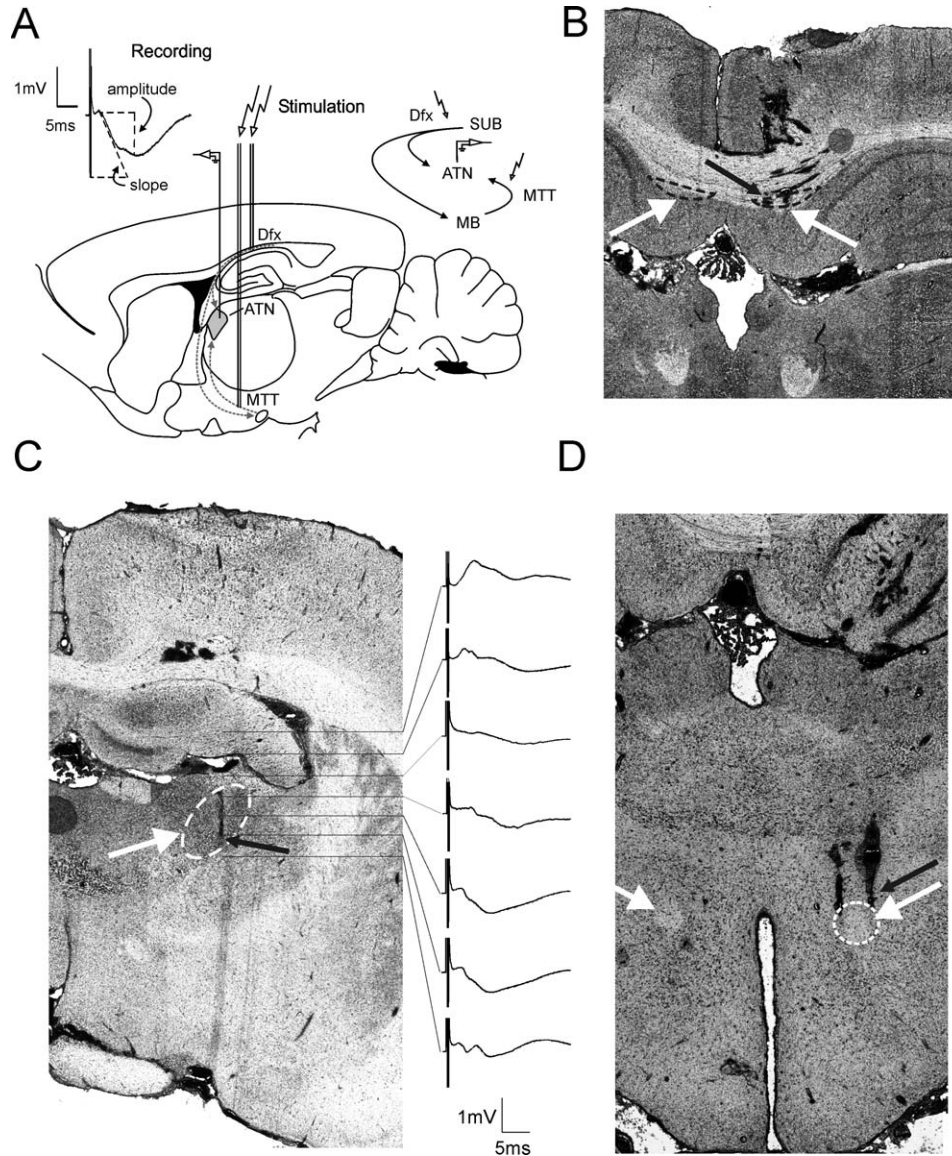 A
Recording
1mV
5ms
amplitude
slope
Stimulation
Dfx
SUB
ATN
MTT
MB
Dfx
ATN
MTT
B
C
1mV
5ms
D